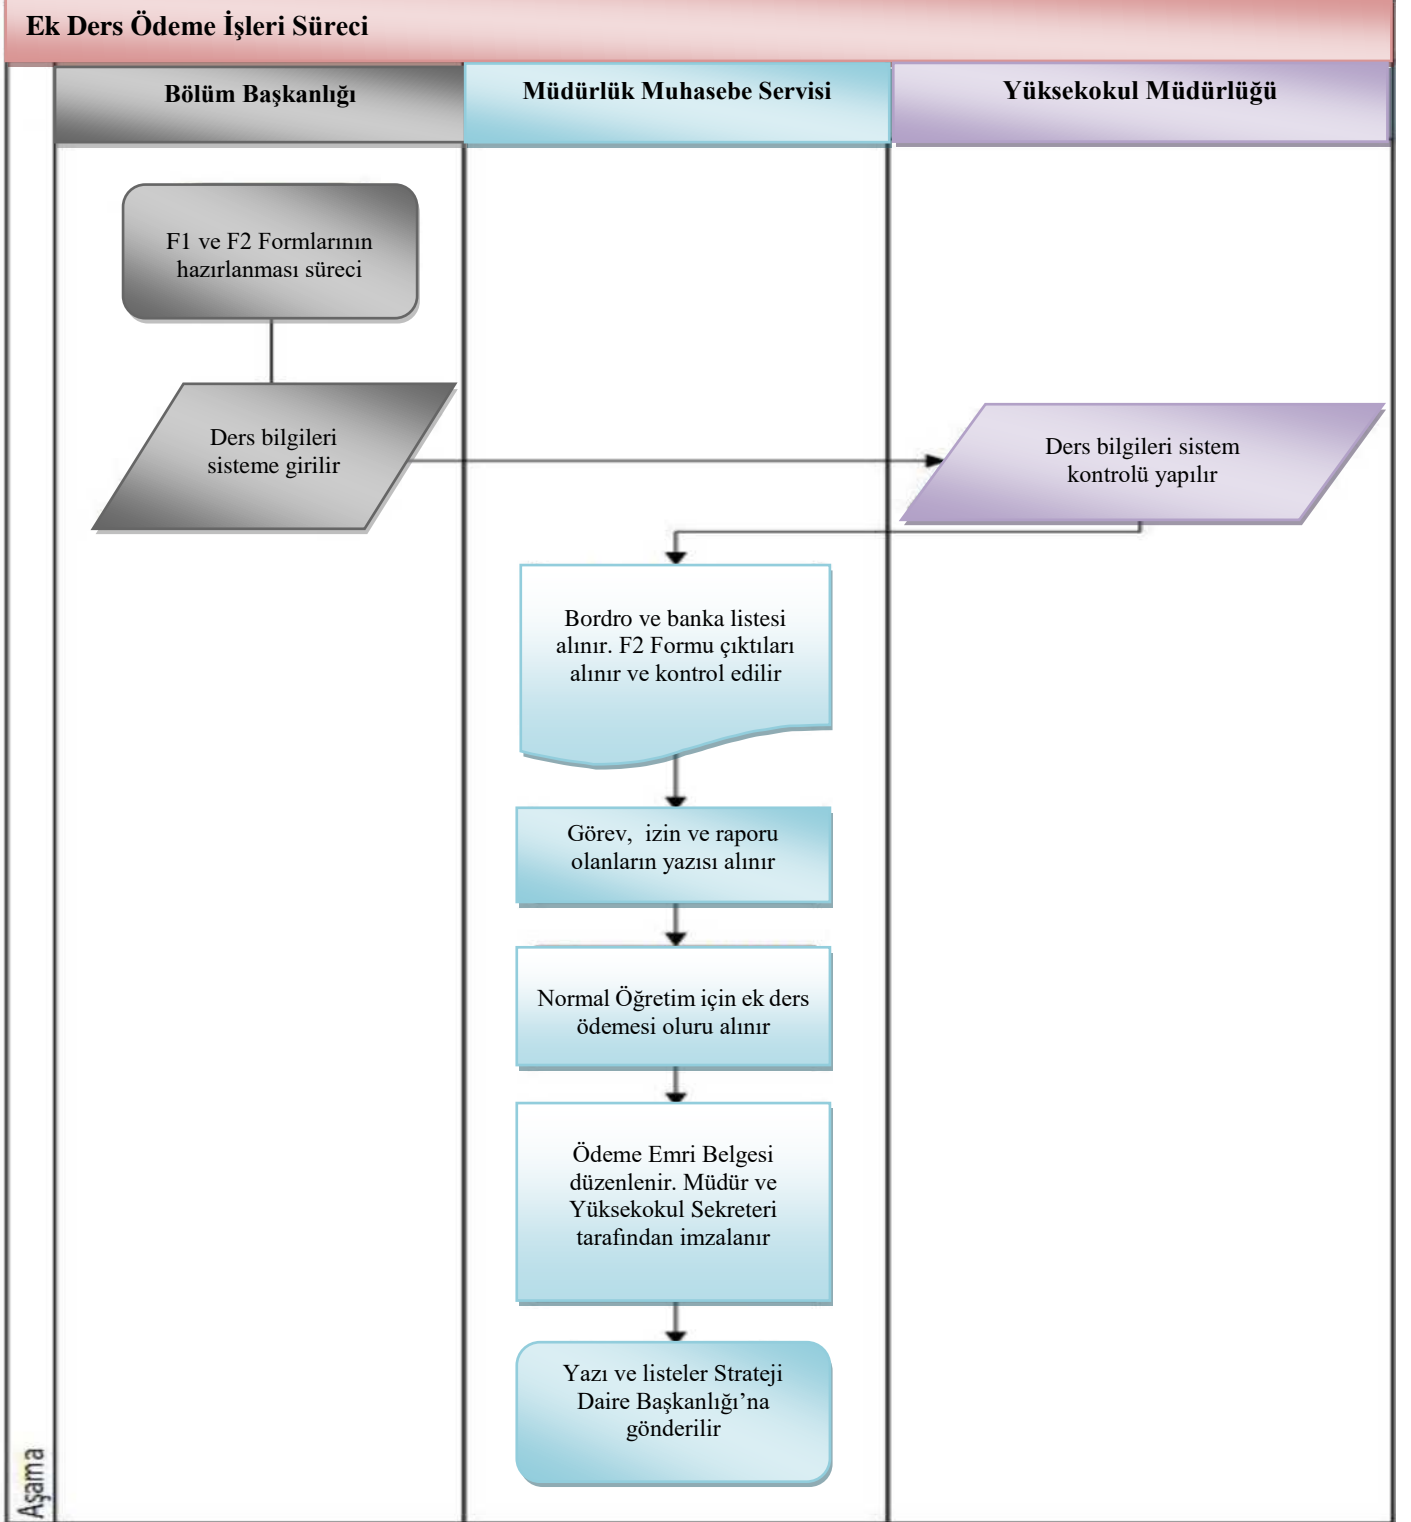 Ek Ders Ödeme İşleri Süreci
Bölüm Başkanlığı
Müdürlük Muhasebe Servisi
Yüksekokul Müdürlüğü
F1 ve F2 Formlarının
hazırlanması süreci
Ders bilgileri
sisteme girilir
Ders bilgileri sistem
kontrolü yapılır
Bordro ve banka listesi
alınır. F2 Formu çıktıları
alınır ve kontrol edilir
Görev, izin ve raporu
olanların yazısı alınır
Normal Öğretim için ek ders
ödemesi oluru alınır
Ödeme Emri Belgesi
düzenlenir. Müdür ve
Yüksekokul Sekreteri
tarafından imzalanır
Yazı ve listeler Strateji
Daire Başkanlığı’na
gönderilir
Aşama